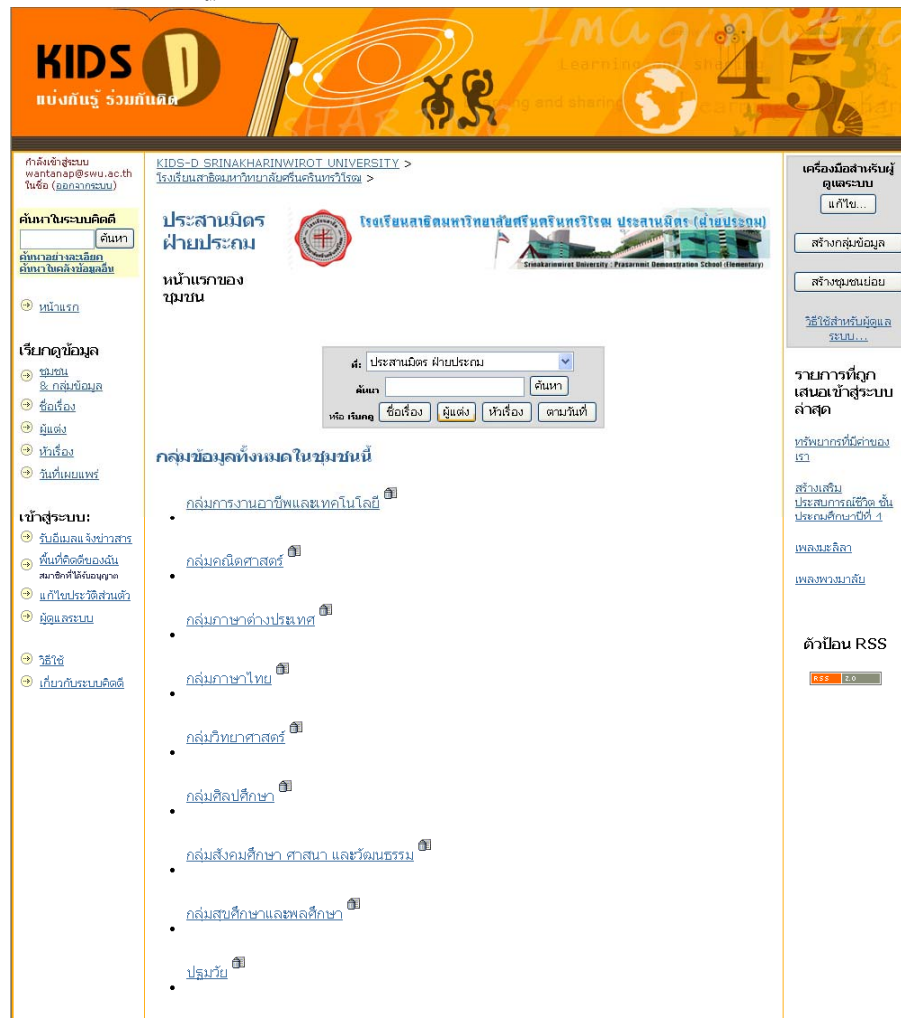 KIDS D
แบ่งกันรู้ ร่วมกันคิด
Learning and sharing
SHARING
4 5 3
กำลังเข้าสู่ระบบ
wantanap@swu.ac.th
ในชื่อ (ออกจากระบบ)
ค้นหาในระบบคิดดี
ค้นหา
ค้นหาอย่างละเอียด
ค้นหาในคลังข้อมูลอื่น
หน้าแรก
เรียกดูข้อมูล
ชุมชน
& กลุ่มข้อมูล
ชื่อเรื่อง
ผู้แต่ง
หัวเรื่อง
วันที่เผยแพร่
เข้าสู่ระบบ:
รับอีเมลแจ้งข่าวสาร
พื้นที่คิดดีของฉัน
สมาชิกที่ได้รับอนุญาต
แก้ไขประวัติส่วนตัว
ผู้ดูแลระบบ
วิธีใช้
เกี่ยวกับระบบคิดดี
KIDS-D SRINAKHARINWIROT UNIVERSITY >
โรงเรียนสาธิตมหาวิทยาลัยศรีนครินทรวิโรฒ >
ประสานมิตร
ฝ่ายประถม
โรงเรียนสาธิตมหาวิทยาลัยศรีนครินทรวิโรฒ ประสานมิตร (ฝ่ายประถม)
Srinakarinwirot University : Prasarnmit Demonstration School (Elementary)
หน้าแรกของ
ชุมชน
ที่: ประสานมิตร ฝ่ายประถม
ค้นหา ค้นหา
หรือ เรียกดู ชื่อเรื่อง ผู้แต่ง หัวเรื่อง ตามวันที่
กลุ่มข้อมูลทั้งหมดในชุมชนนี้
กลุ่มการงานอาชีพและเทคโนโลยี
กลุ่มคณิตศาสตร์
กลุ่มภาษาต่างประเทศ
กลุ่มภาษาไทย
กลุ่มวิทยาศาสตร์
กลุ่มศิลปศึกษา
กลุ่มสังคมศึกษา ศาสนา และวัฒนธรรม
กลุ่มสุขศึกษาและพลศึกษา
ปฐมวัย
เครื่องมือสำหรับผู้
ดูแลระบบ
แก้ไข...
สร้างกลุ่มข้อมูล
สร้างชุมชนย่อย
วิธีใช้สำหรับผู้ดูแล
ระบบ...
รายการที่ถูก
เสนอเข้าสู่ระบบ
ล่าสุด
ทรัพยากรที่มีค่าของ
เรา
สร้างเสริม
ประสบการณ์ชีวิต ชั้น
ประถมศึกษาปีที่ 4
เพลงมะลิลา
เพลงพวงมาลัย
ตัวป้อน RSS
RSS 2.0